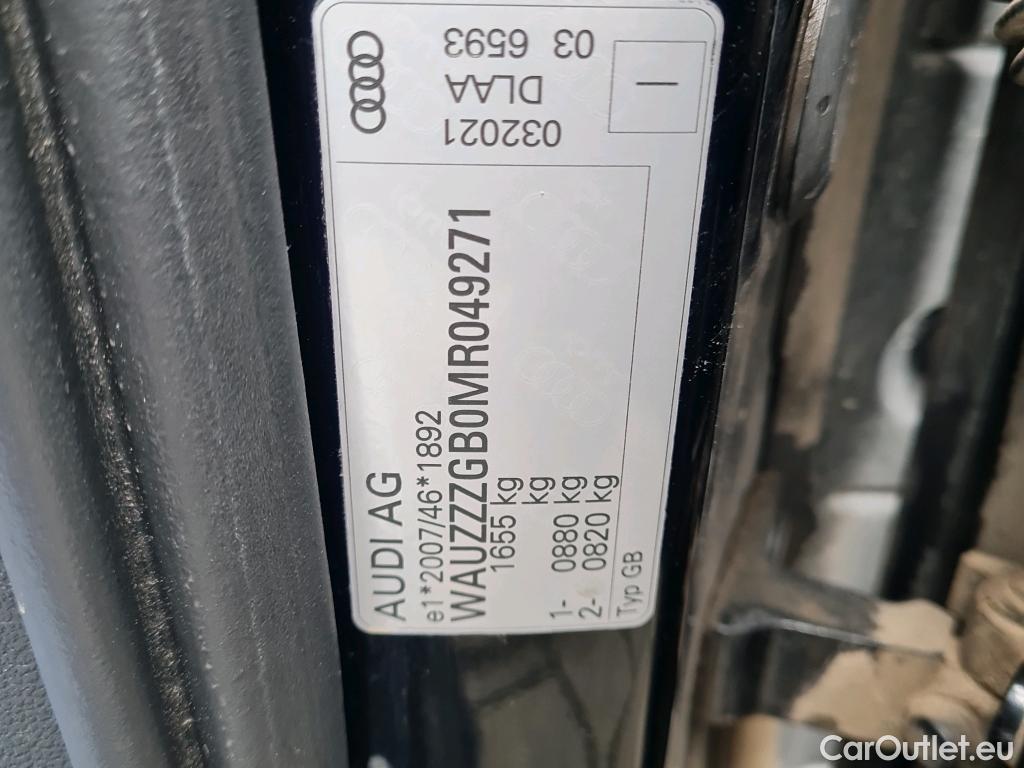 AUDI AG
e1*2007/46*1892
WAUZZZGB0MR049271
1655 kg
kg
1- 0880 kg
2- 0820 kg
Typ GB
032021
DLAA
03 6593
CarOutlet.eu